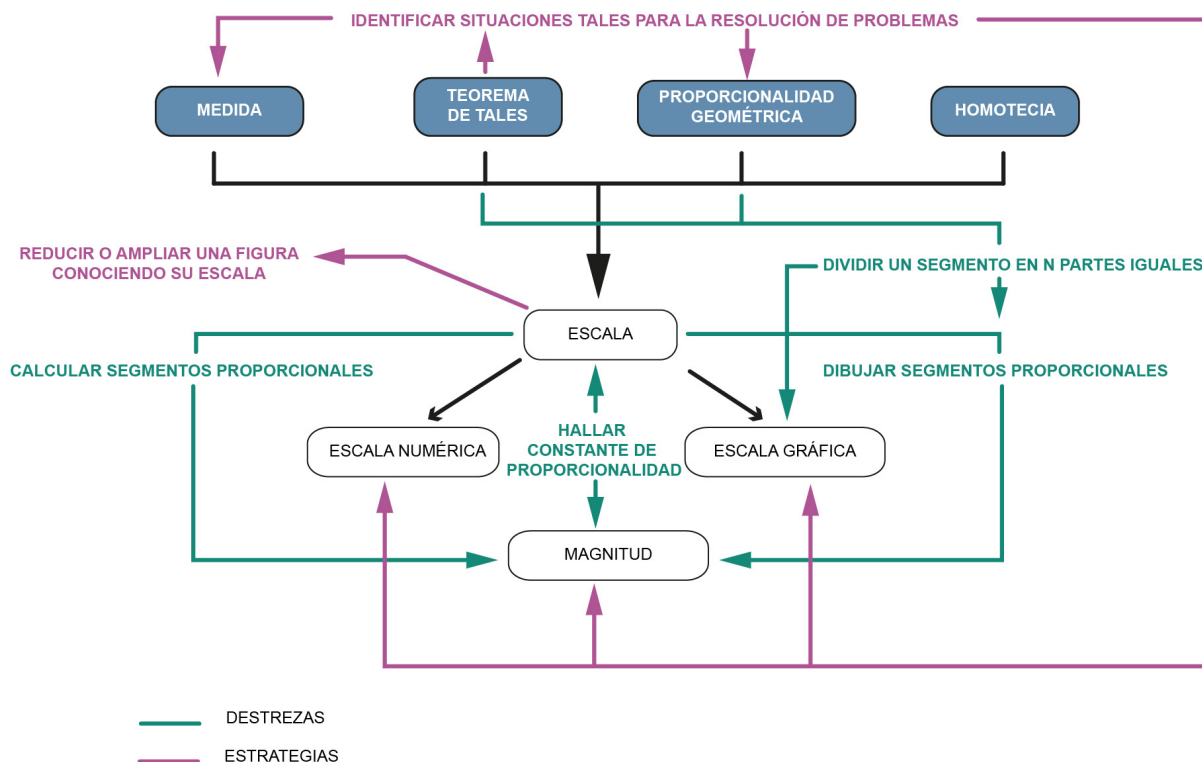 IDENTIFICAR SITUACIONES TALES PARA LA RESOLUCIÓN DE PROBLEMAS
MEDIDA
TEOREMA
DE TALES
PROPORCIONALIDAD
GEOMÉTRICA
HOMOTECIA
REDUCIR O AMPLIAR UNA FIGURA
CONOCIENDO SU ESCALA
DIVIDIR UN SEGMENTO EN N PARTES IGUALES
ESCALA
CALCULAR SEGMENTOS PROPORCIONALES
DIBUJAR SEGMENTOS PROPORCIONALES
ESCALA NUMÉRICA
HALLAR
CONSTANTE DE
PROPORCIONALIDAD
ESCALA GRÁFICA
MAGNITUD
DESTREZAS
ESTRATEGIAS